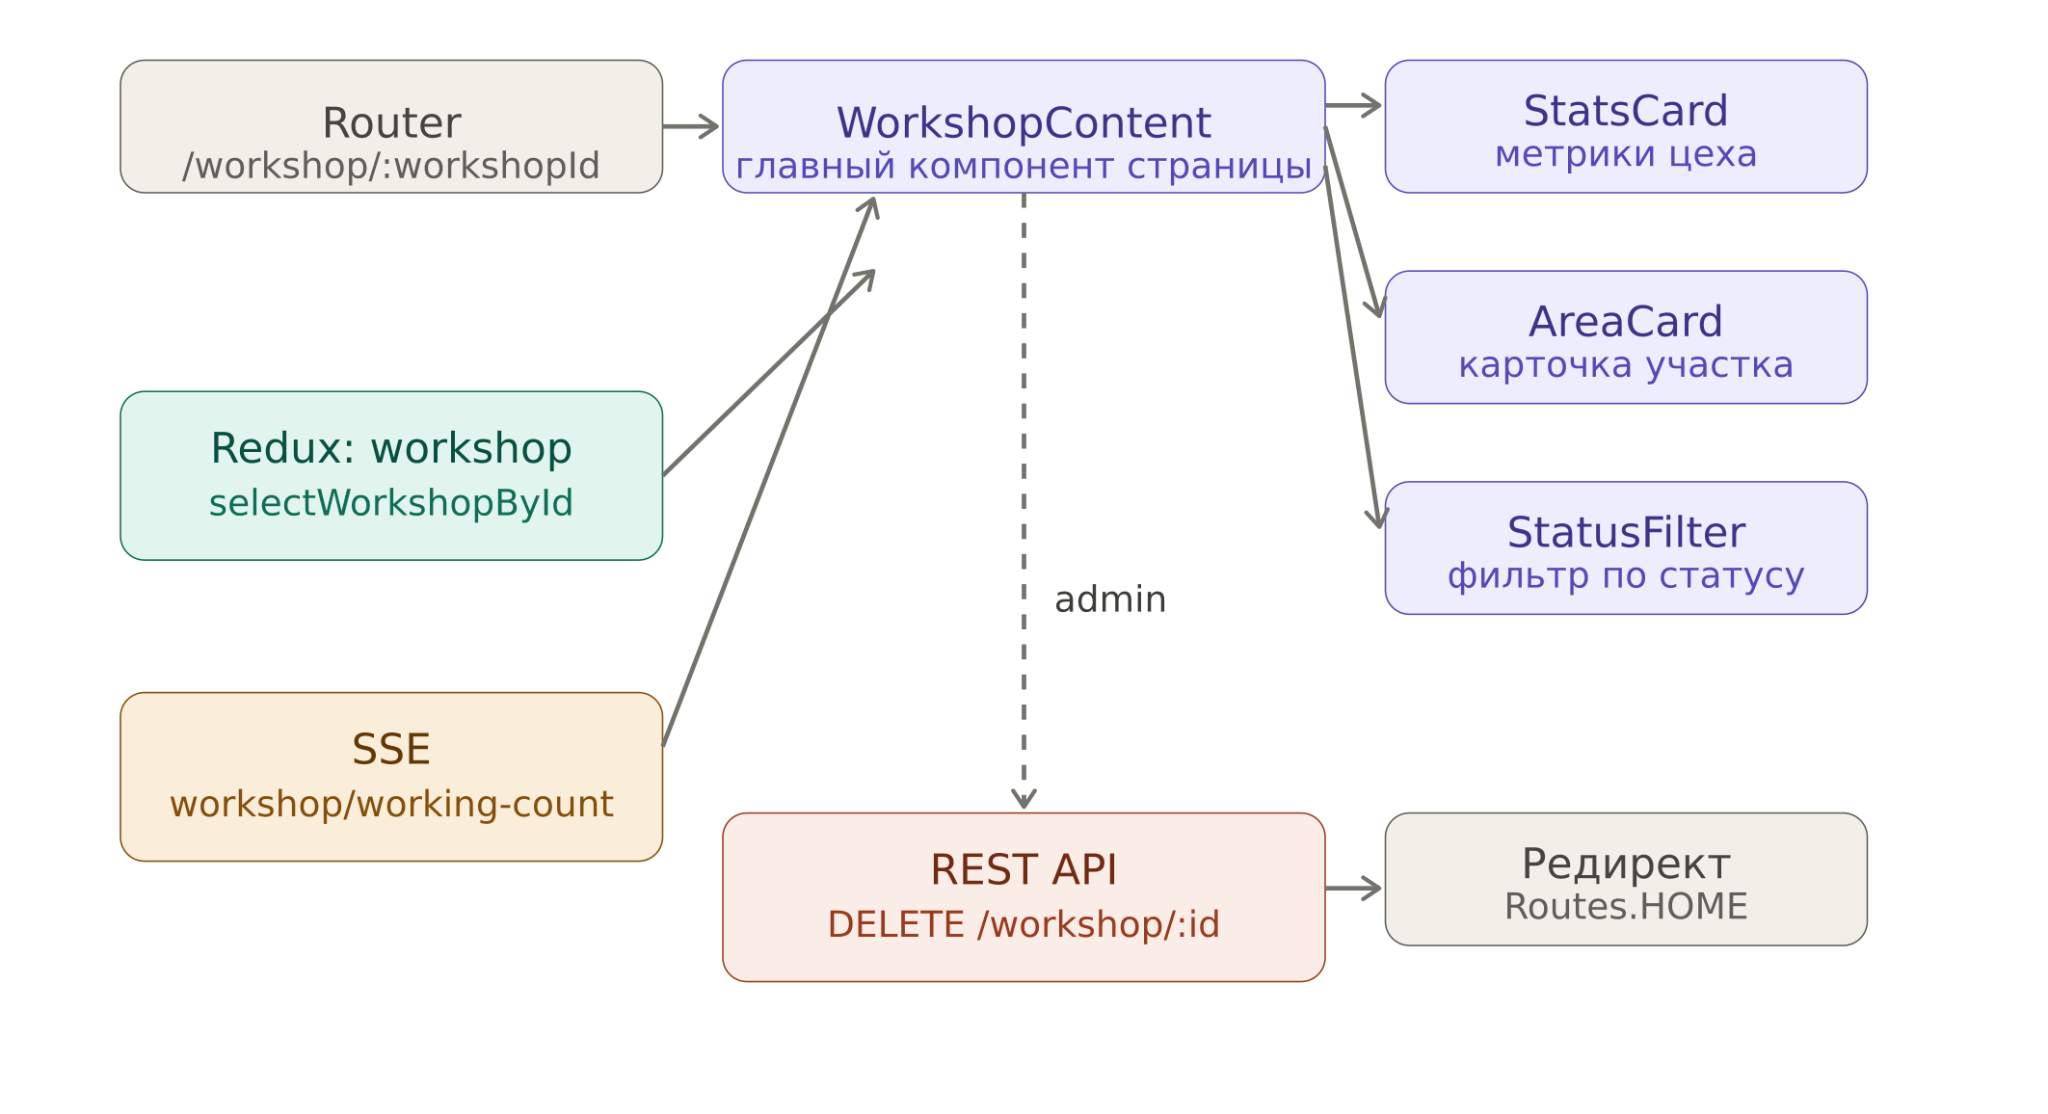 Router
/workshop/:workshopId
WorkshopContent
главный компонент страницы
StatsCard
метрики цеха
AreaCard
карточка участка
Redux: workshop
selectWorkshopById
StatusFilter
фильтр по статусу
admin
SSE
workshop/working-count
REST API
DELETE /workshop/:id
Редирект
Routes.HOME